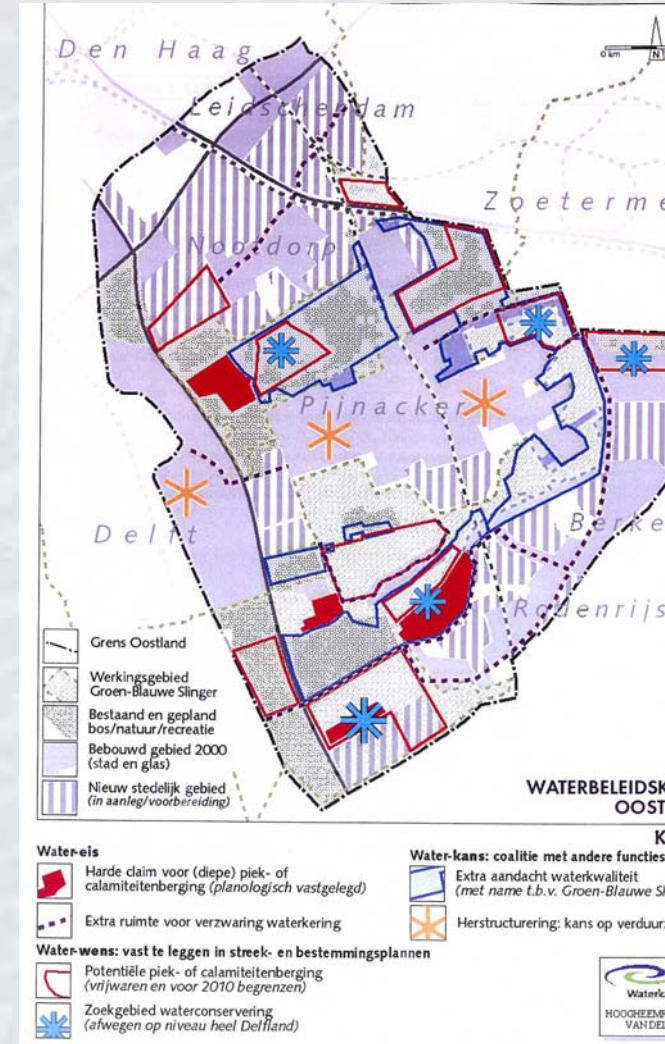 Den Haag
Leidschendam
0 km
N
Zoeterme
Nootdorp
Pijnacker
Delft
Berke
Rodenrijs
Grens Oostland
Werkingsgebied
Groen-Blauwe Slinger
Bestaand en gepland
bos/natuur/recreatie
Bebouwd gebied 2000
(stad en glas)
Nieuw stedelijk gebied
(in aanleg/voorbereiding)
WATERBELEIDSK
OOST
K
Water-eis
Harde claim voor (diepe) piek- of
calamiteitenberging (planologisch vastgelegd)
Extra ruimte voor verzwaring waterkering
Water-wens: vast te leggen in streek- en bestemmingsplannen
Potentiële piek- of calamiteitenberging
(vrijwaren en voor 2010 begrenzen)
Zoekgebied waterconservering
(afwegen op niveau heel Delfland)
Water-kans: coalitie met andere functies
Extra aandacht waterkwaliteit
(met name t.b.v. Groen-Blauwe Sl
Herstructurering: kans op verduur
Waterk
HOOGHEEMR
VAN DEL